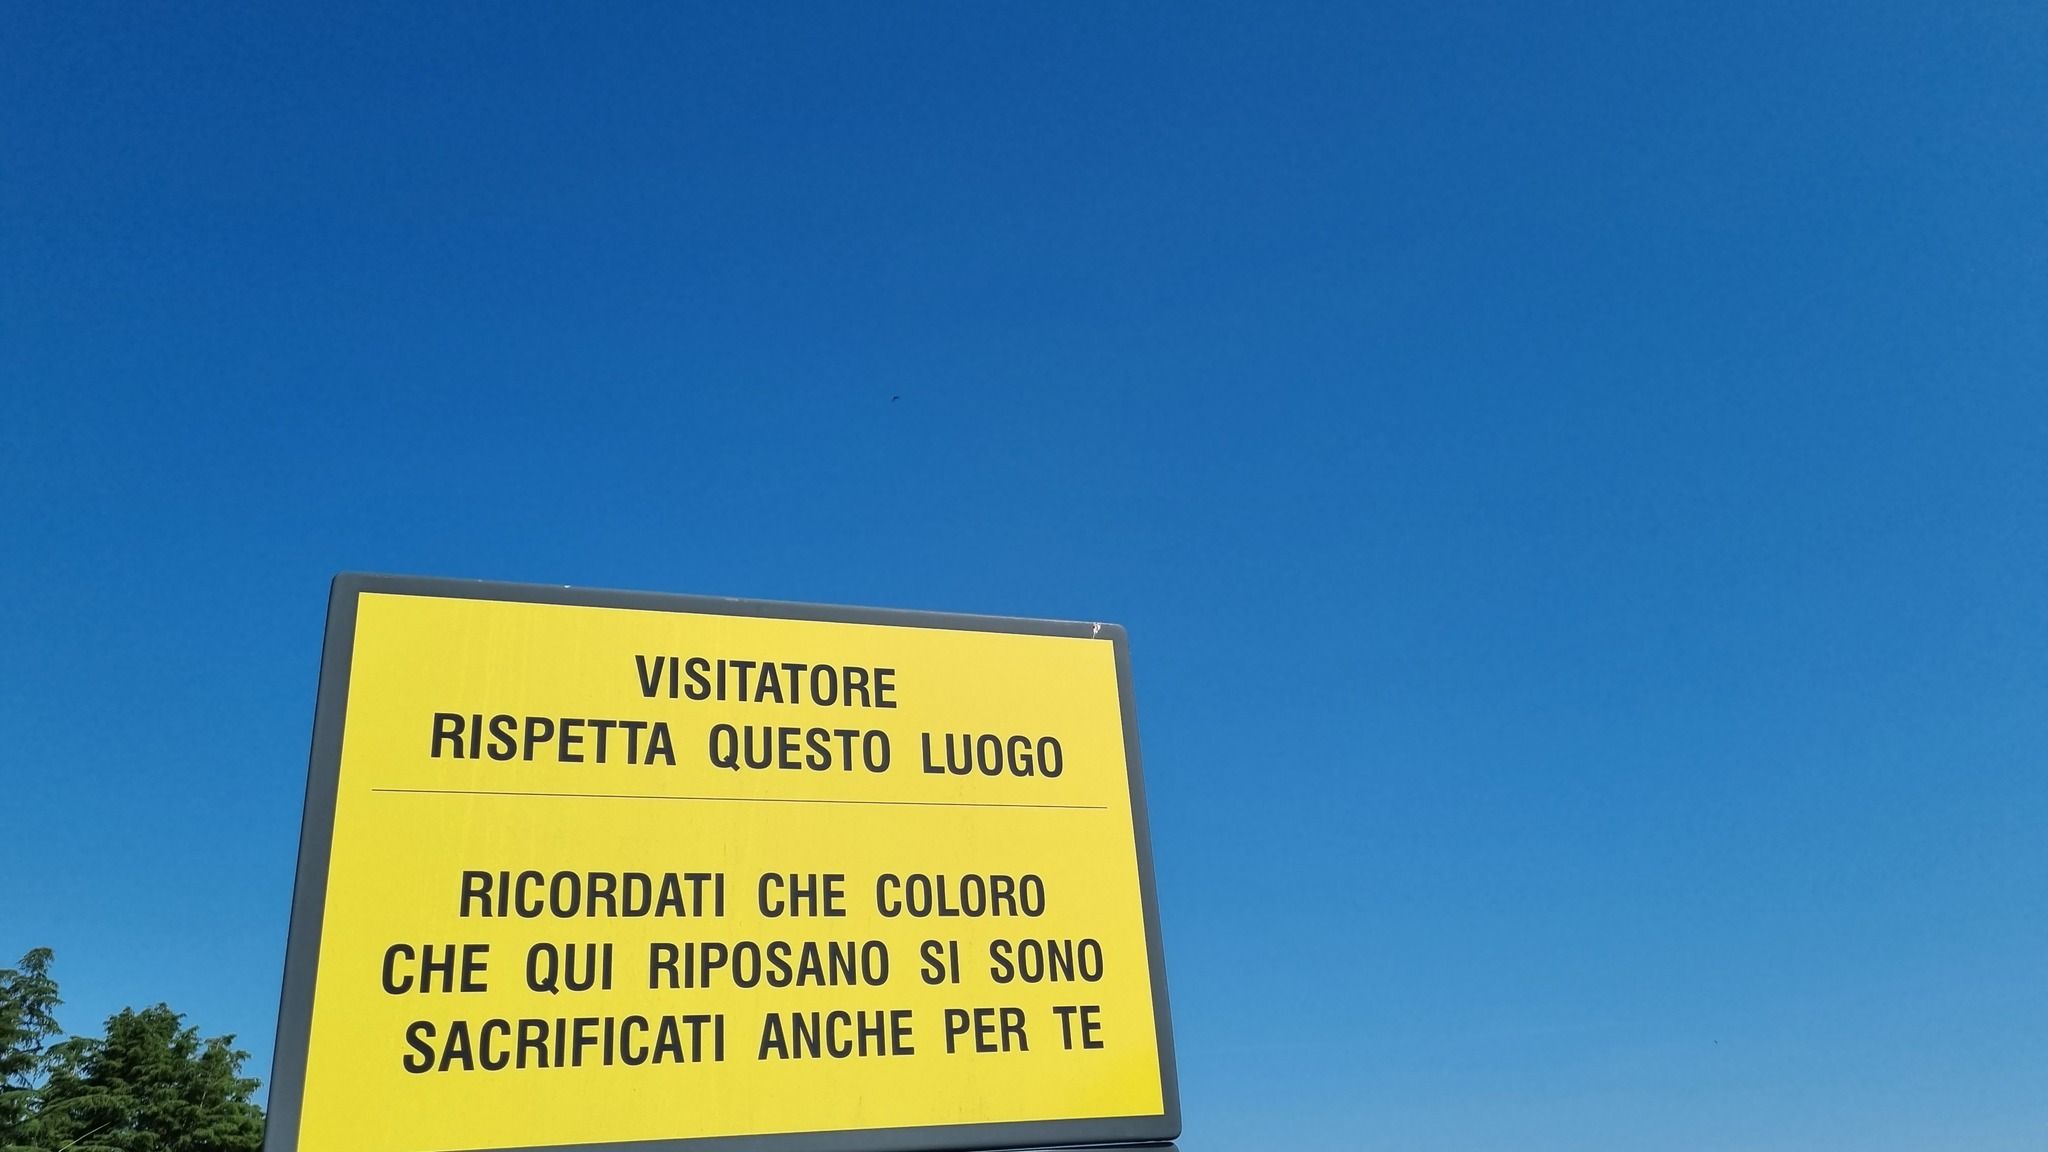 VISITATORE
RISPETTA QUESTO LUOGO
RICORDATI CHE COLORO
CHE QUI RIPOSANO SI SONO
SACRIFICATI ANCHE PER TE